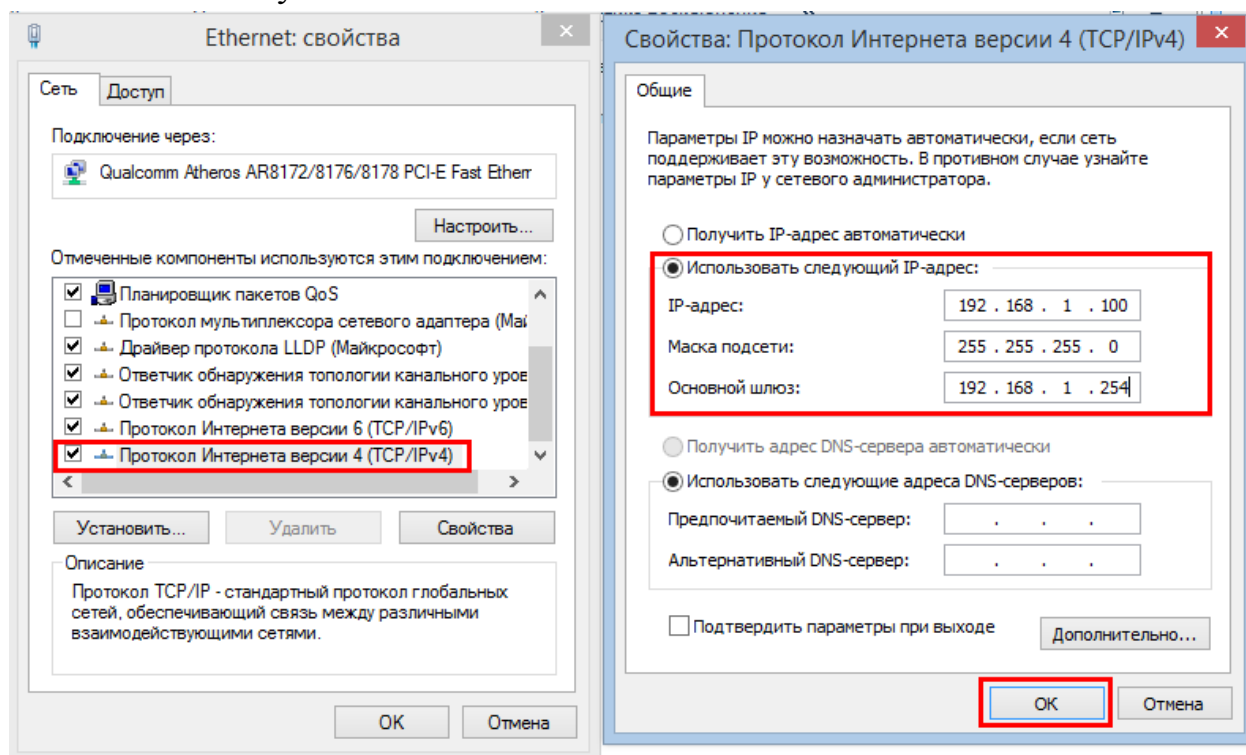 Ethernet: свойства
Сеть
Доступ
Подключение через:
Qualcomm Atheros AR8172/8176/8178 PCI-E Fast Ethern
Настроить...
Отмеченные компоненты используются этим подключением:
Планировщик пакетов QoS
Протокол мультиплексора сетевого адаптера (Май
Драйвер протокола LLDP (Майкрософт)
Ответчик обнаружения топологии канального уров
Ответчик обнаружения топологии канального уров
Протокол Интернета версии 6 (TCP/IPv6)
Протокол Интернета версии 4 (TCP/IPv4)
Установить...
Удалить
Свойства
Описание
Протокол TCP/IP - стандартный протокол глобальных
сетей, обеспечивающий связь между различными
взаимодействующими сетями.
ОК
Отмена
Свойства: Протокол Интернета версии 4 (TCP/IPv4)
Общие
Параметры IP можно назначать автоматически, если сеть
поддерживает эту возможность. В противном случае узнайте
параметры IP у сетевого администратора.
Получить IP-адрес автоматически
Использовать следующий IP-адрес:
IP-адрес: 192 . 168 . 1 . 100
Маска подсети: 255 . 255 . 255 . 0
Основной шлюз: 192 . 168 . 1 . 254
Получить адрес DNS-сервера автоматически
Использовать следующие адреса DNS-серверов:
Предпочитаемый DNS-сервер: . . .
Альтернативный DNS-сервер: . . .
Подтвердить параметры при выходе
Дополнительно...
ОК
Отмена